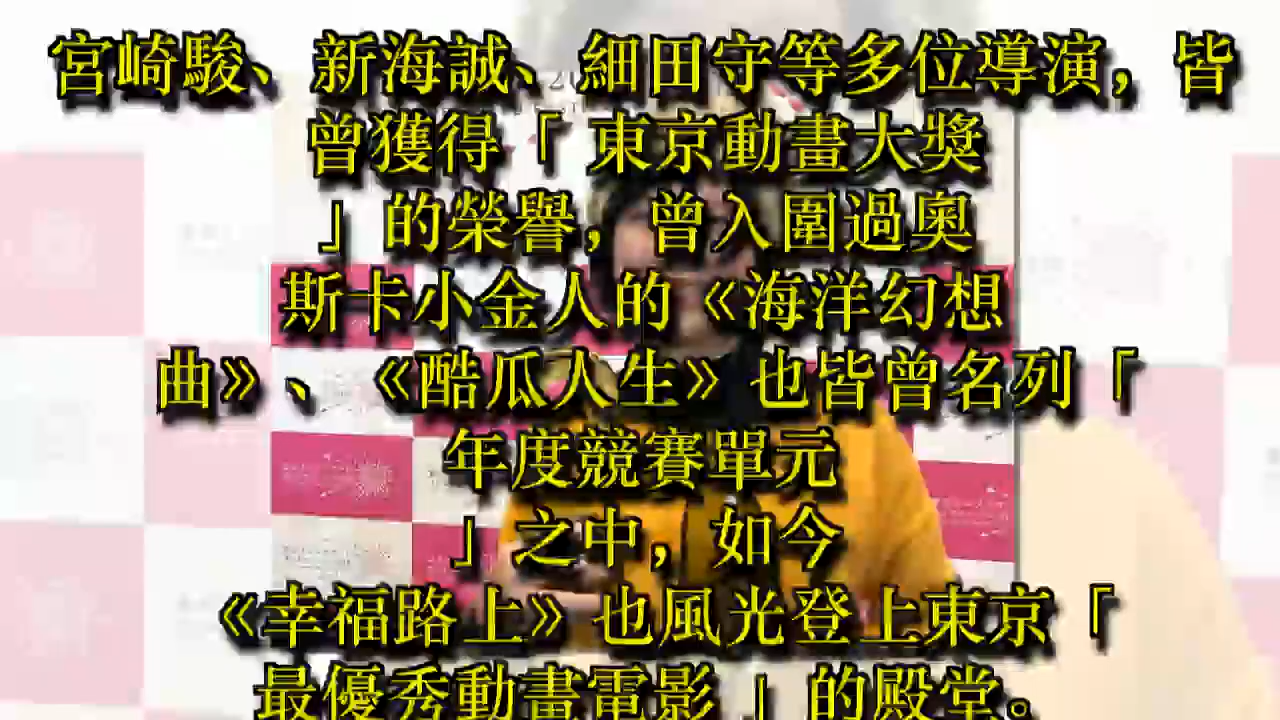 宮崎駿、新海誠、細田守等多位導演，皆
曾獲得「 東京動畫大獎
」的榮譽，曾入圍過奧
斯卡小金人的《海洋幻想
曲》、《酷瓜人生》也皆曾名列「
年度競賽單元
」之中，如今
《幸福路上》也風光登上東京「
最優秀動畫電影 」的殿堂。